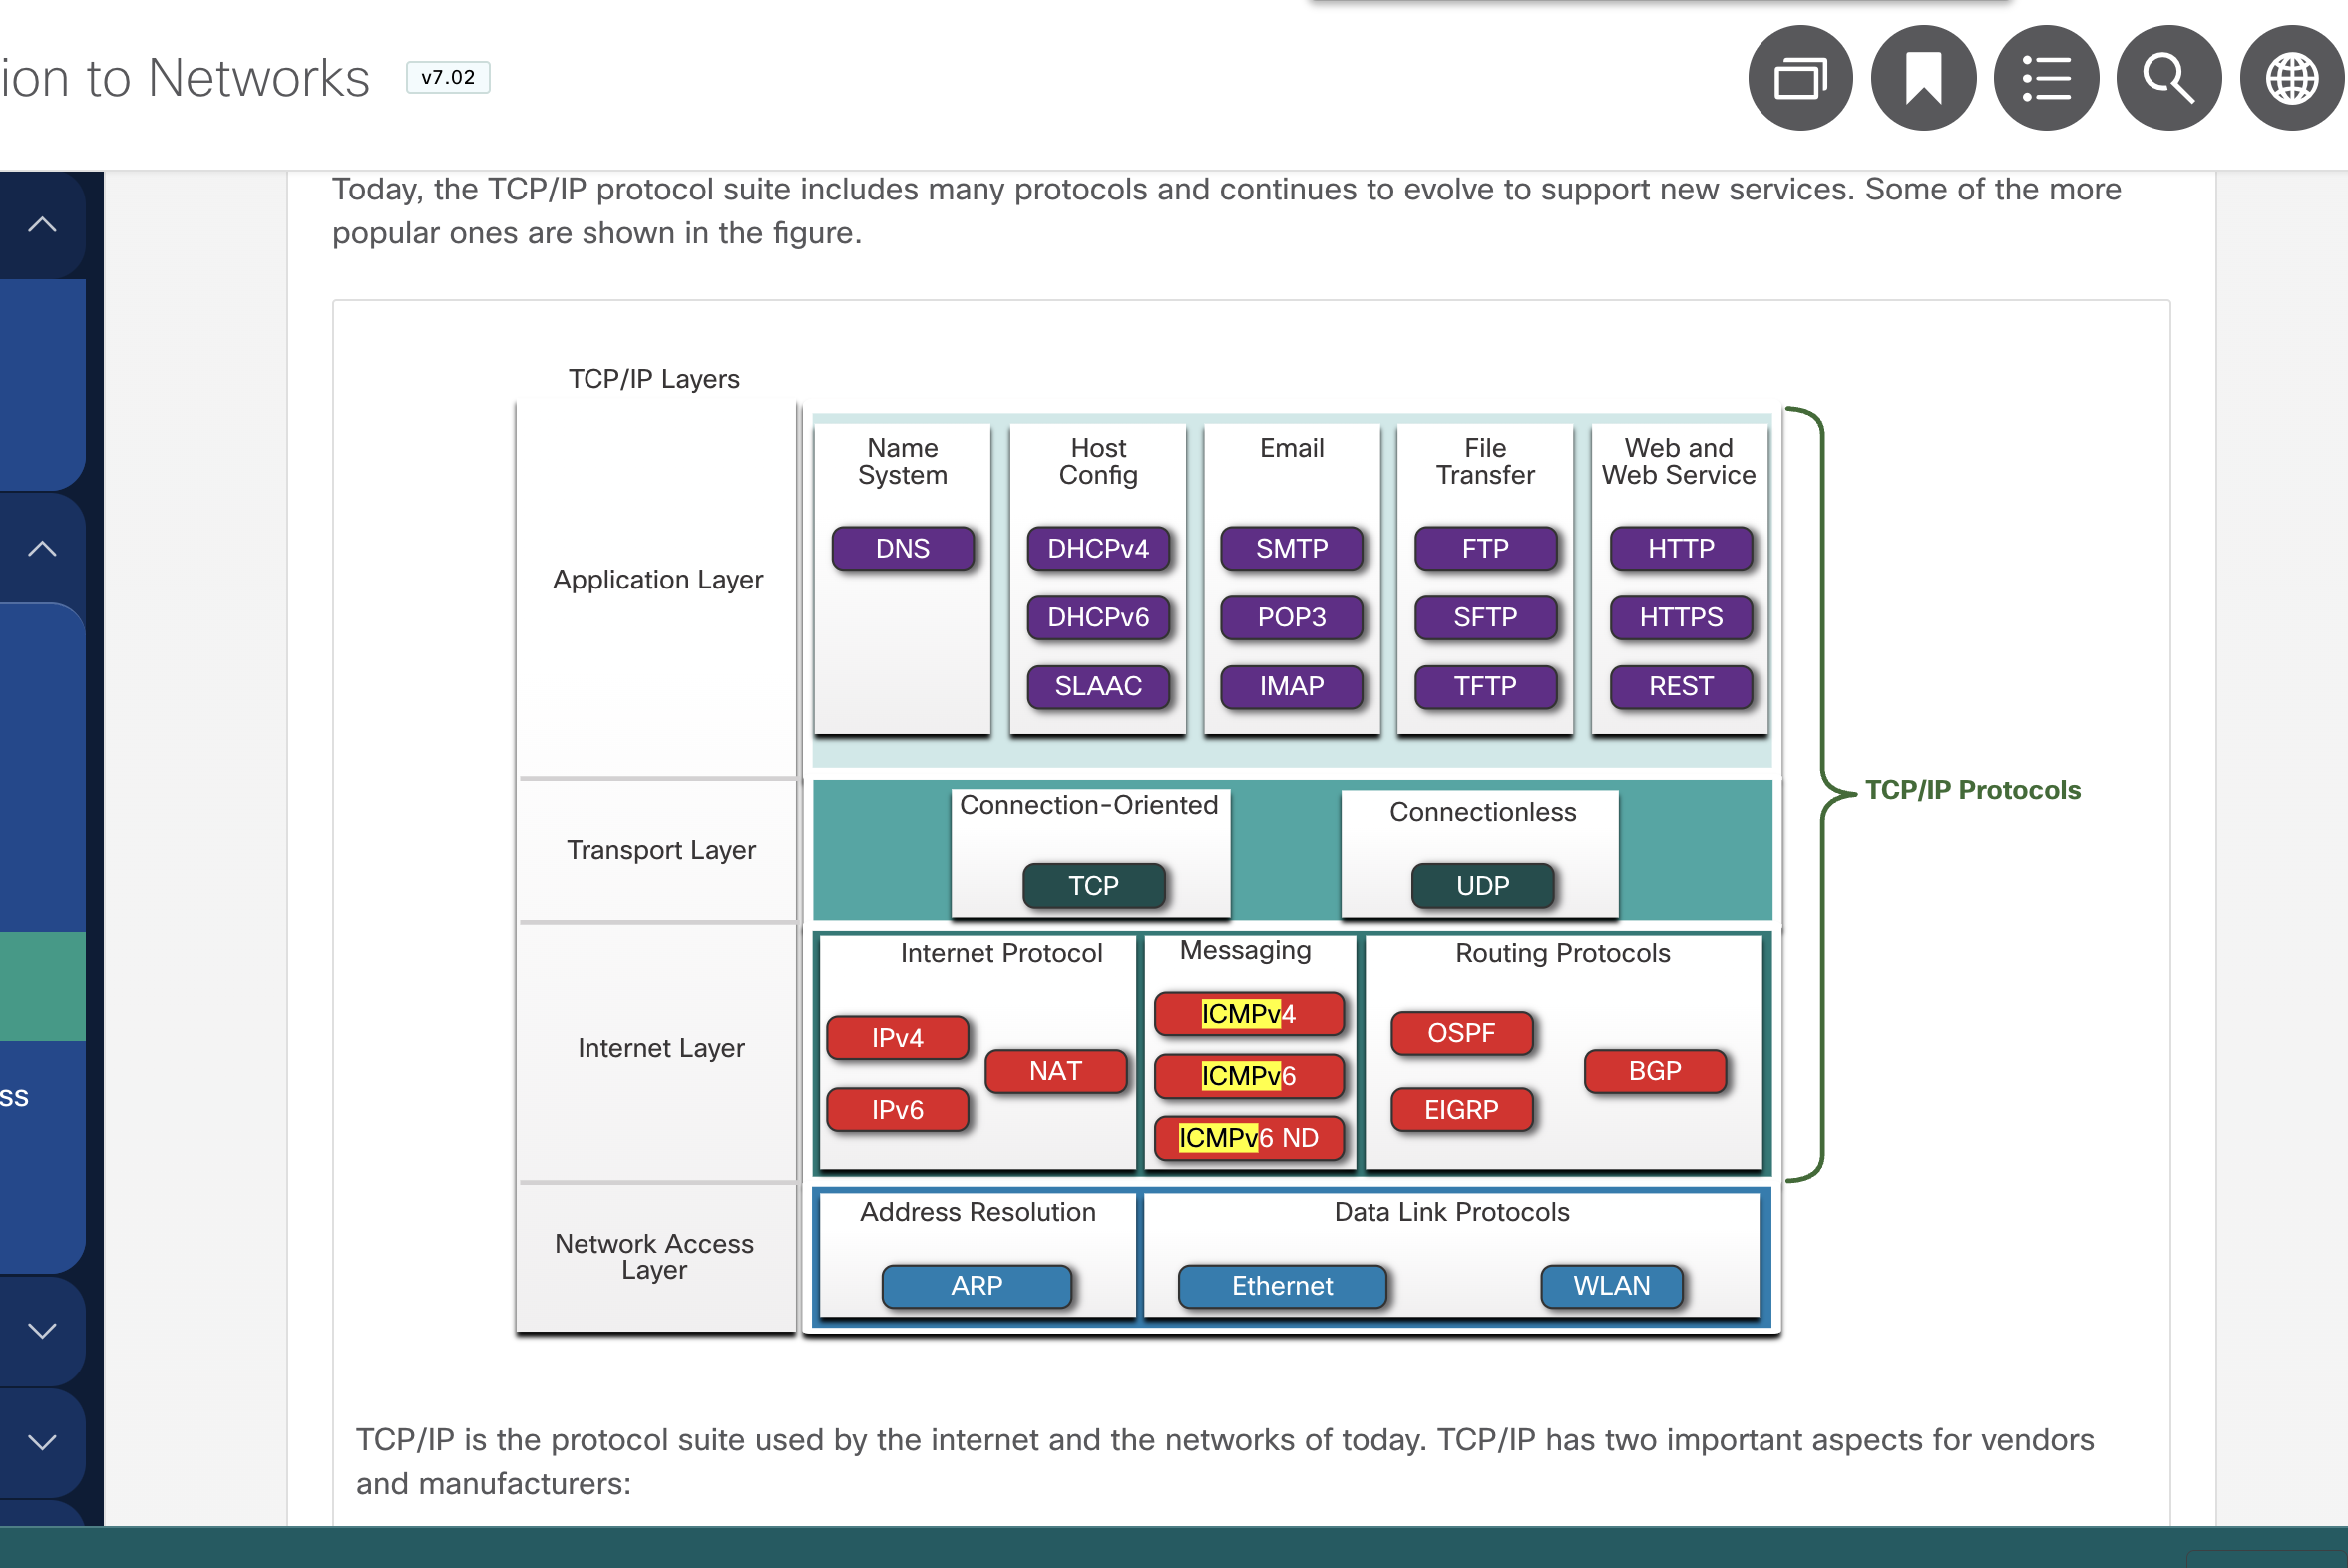 ion to Networks
v7.02
Today, the TCP/IP protocol suite includes many protocols and continues to evolve to support new services. Some of the more
popular ones are shown in the figure.
TCP/IP Layers
Application Layer
Name
System
DNS
Host
Config
DHCPv4
DHCPv6
SLAAC
Email
SMTP
POP3
IMAP
File
Transfer
FTP
SFTP
TFTP
Web and
Web Service
HTTP
HTTPS
REST
TCP/IP Protocols
Transport Layer
Connection-Oriented
TCP
Connectionless
UDP
Internet Layer
Internet Protocol
IPv4
NAT
IPv6
Messaging
ICMPv4
ICMPv6
ICMPv6 ND
Routing Protocols
OSPF
BGP
EIGRP
ss
Network Access
Layer
Address Resolution
ARP
Data Link Protocols
Ethernet
WLAN
TCP/IP is the protocol suite used by the internet and the networks of today. TCP/IP has two important aspects for vendors
and manufacturers: